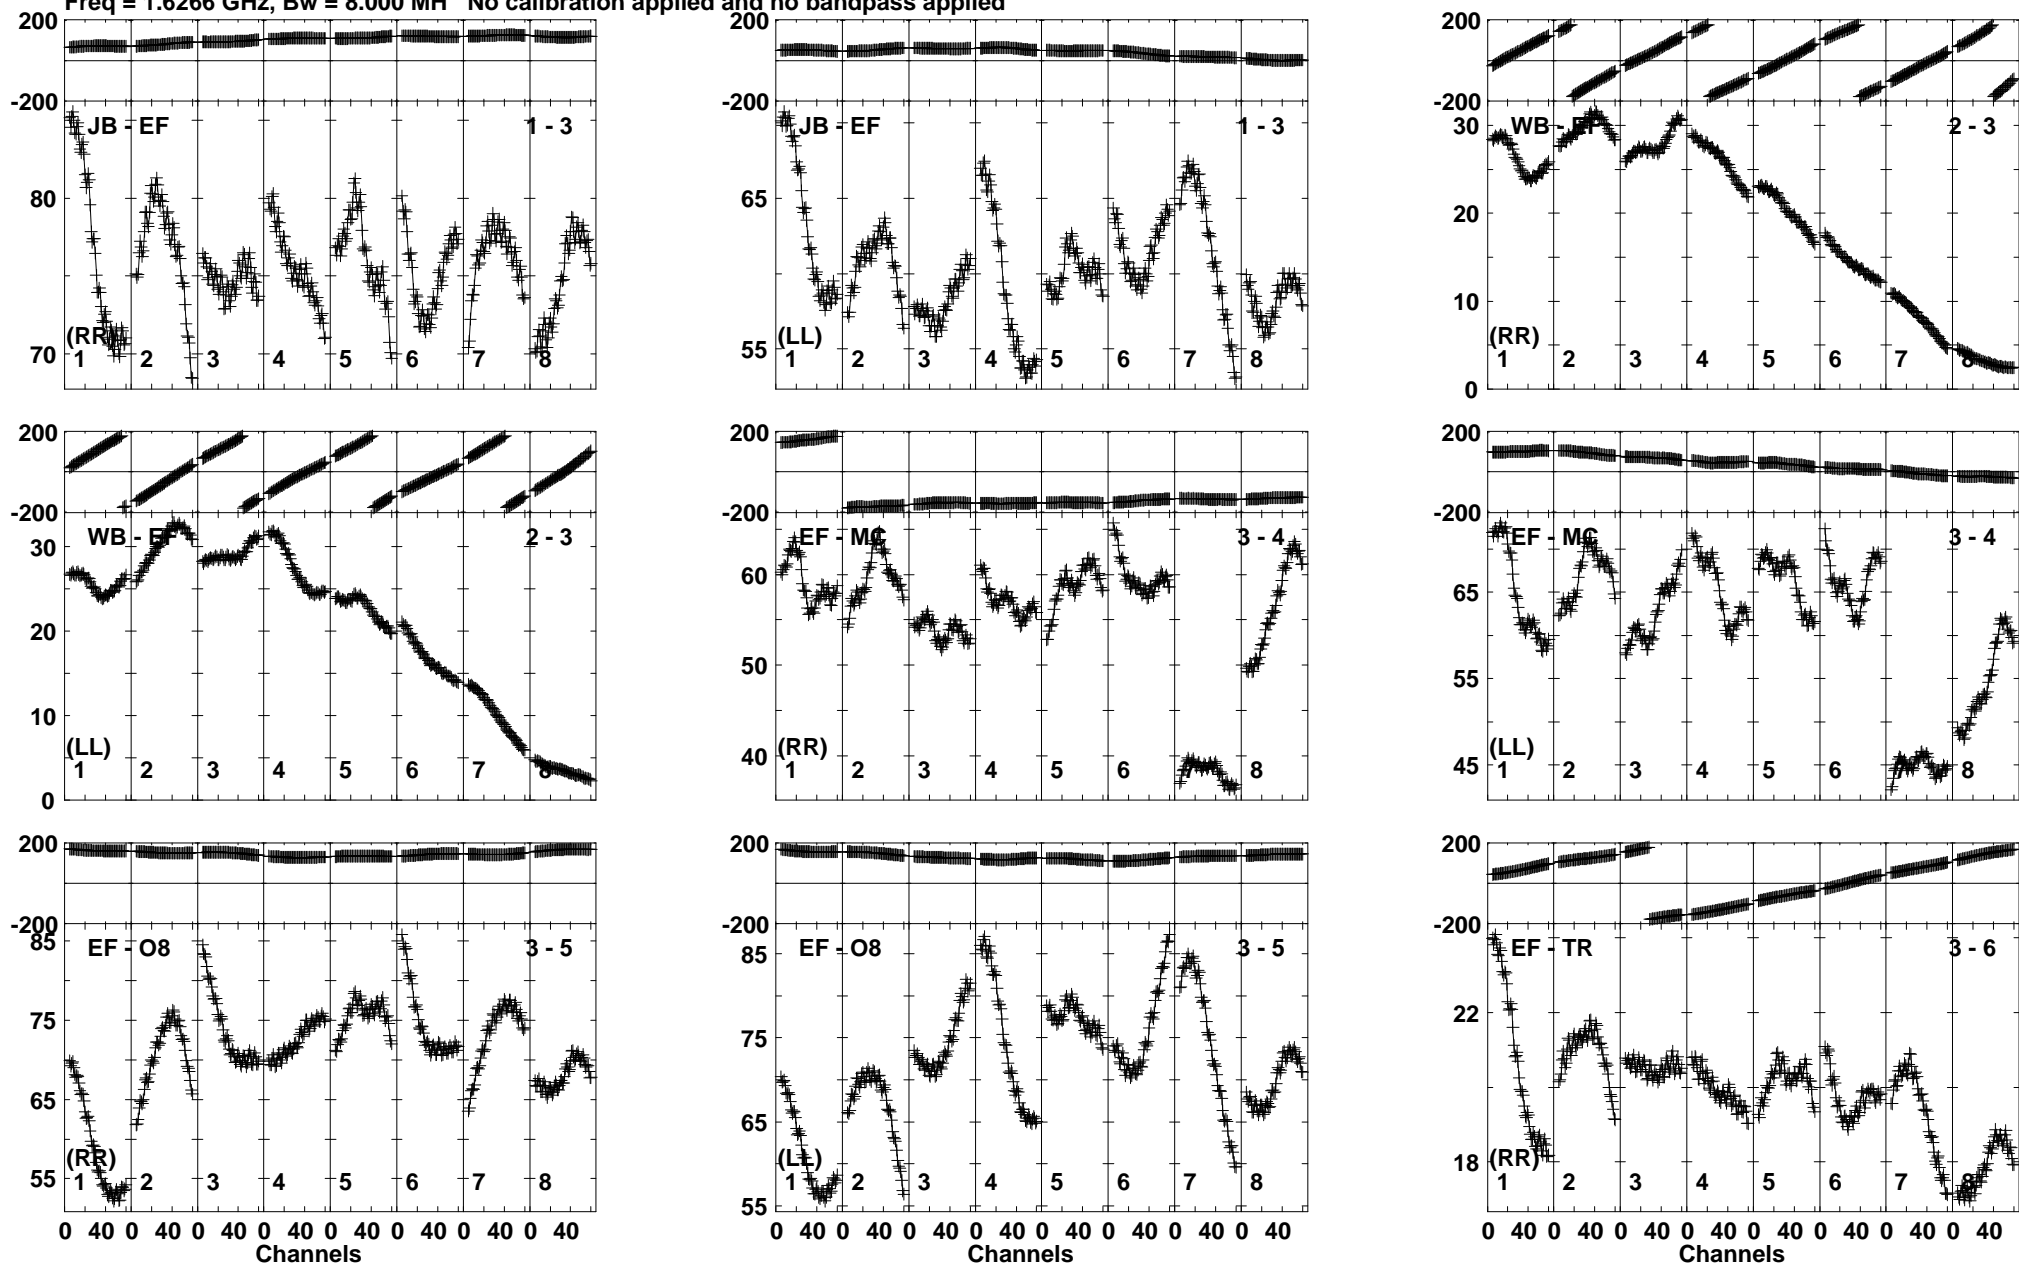 Freq = 1.6266 GHz, Bw = 8.000 MH No calibration applied and no bandpass applied
200 200 200
-200 -200 -200
JB - EF 1 - 3 JB - EF 1 - 3 WB - EF 2 - 3
80 70 65 55 30 20 10 0
(RR) (LL) (RR)
1 2 3 4 5 6 7 8 1 2 3 4 5 6 7 8 1 2 3 4 5 6 7 8
200 200 200
-200 -200 -200
WB - EF 2 - 3 EF - MC 3 - 4 EF - MC 3 - 4
30 20 10 0 60 50 40 65 55 45
(LL) (RR) (LL)
1 2 3 4 5 6 7 8 1 2 3 4 5 6 7 8 1 2 3 4 5 6 7 8
200 200 200
-200 -200 -200
EF - O8 3 - 5 EF - O8 3 - 5 EF - TR 3 - 6
85 75 65 55 85 75 65 55 22 18
(RR) (LL) (RR)
1 2 3 4 5 6 7 8 1 2 3 4 5 6 7 8 1 2 3 4 5 6 7 8
0 40 0 40 0 40 0 40 0 40 0 40 0 40 0 40 0 40 0 40 0 40 0 40 0 40 0 40 0 40 0 40 0 40 0 40 0 40 0 40 0 40 0 40 0 40 0 40
Channels Channels Channels